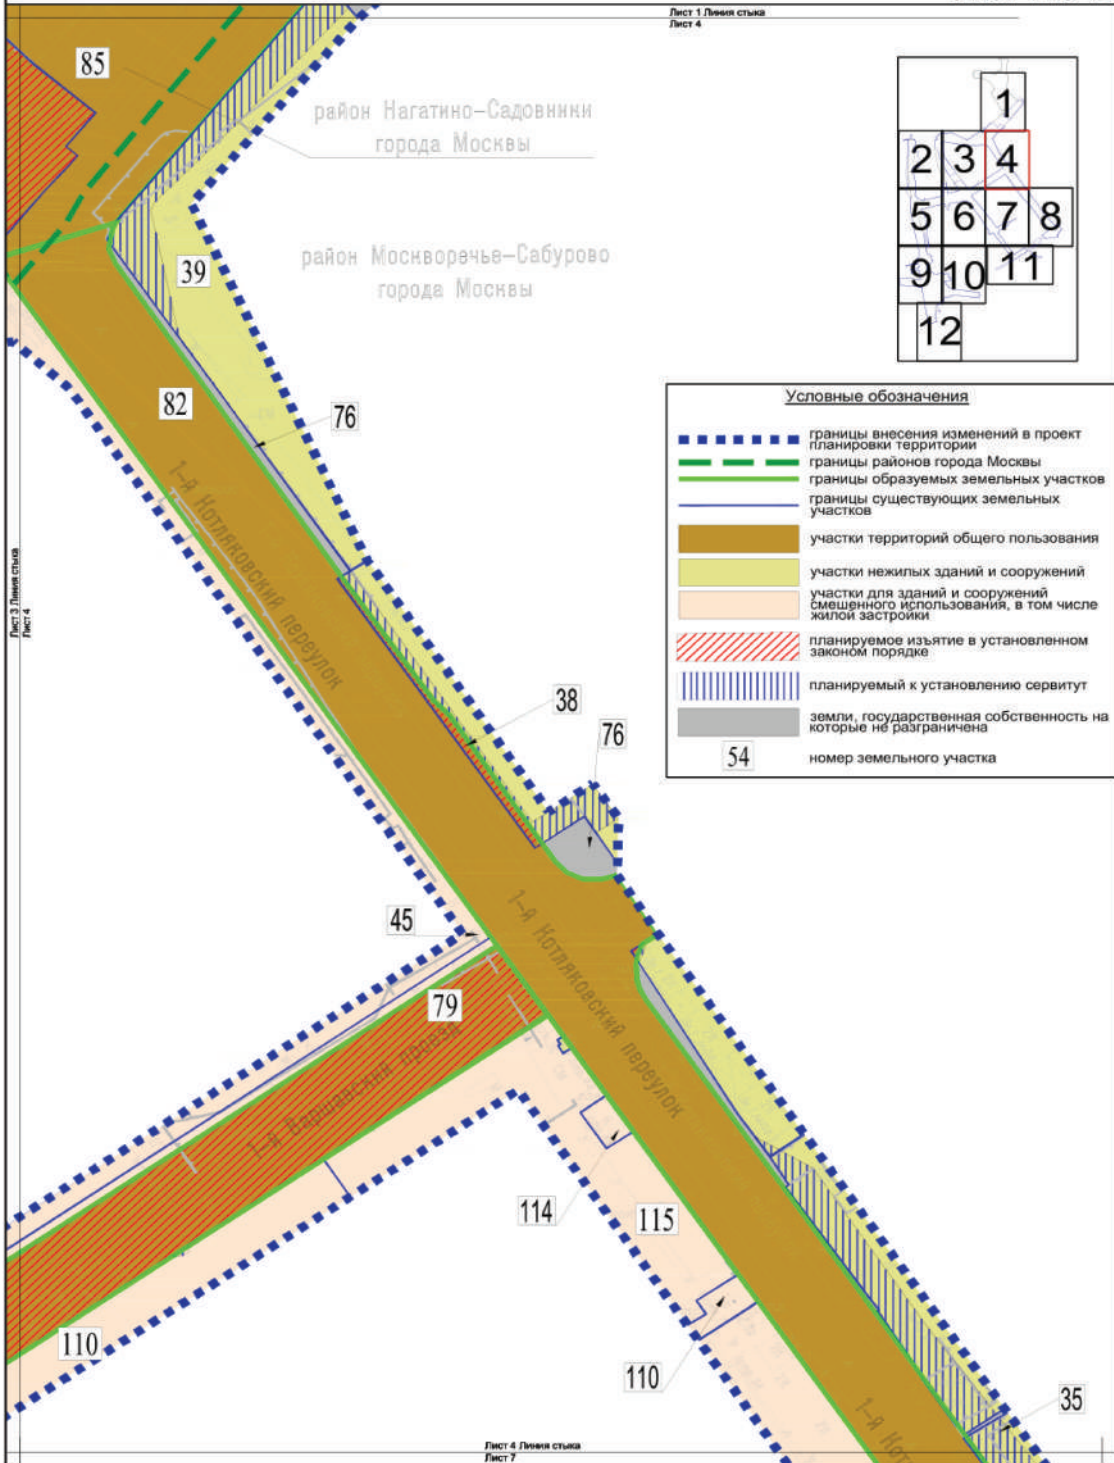 Лист 1 Линия стыка
Лист 4
85
район Нагатино-Садовники
города Москвы
1
2 3 4
5 6 7 8
9 10 11
12
39
район Москворечье-Сабурово
города Москвы
82
76
Условные обозначения
границы внесения изменений в проект
планировки территории
границы районов города Москвы
границы образуемых земельных участков
границы существующих земельных
участков
участки территорий общего пользования
участки нежилых зданий и сооружений
участки для зданий и сооружений
смешенного использования, в том числе
жилой застройки
планируемое изъятие в установленном
законом порядке
планируемый к установлению сервитут
земли, государственная собственность на
которые не разграничена
54 номер земельного участка
Лист 3 Линия стыка
Лист 4
1-й Котляковский переулок
38
76
45
79
1-й Котляковский переулок
1-й Варшавский проезд
114
115
110
110
35
1-й
Лист 4 Линия стыка
Лист 7